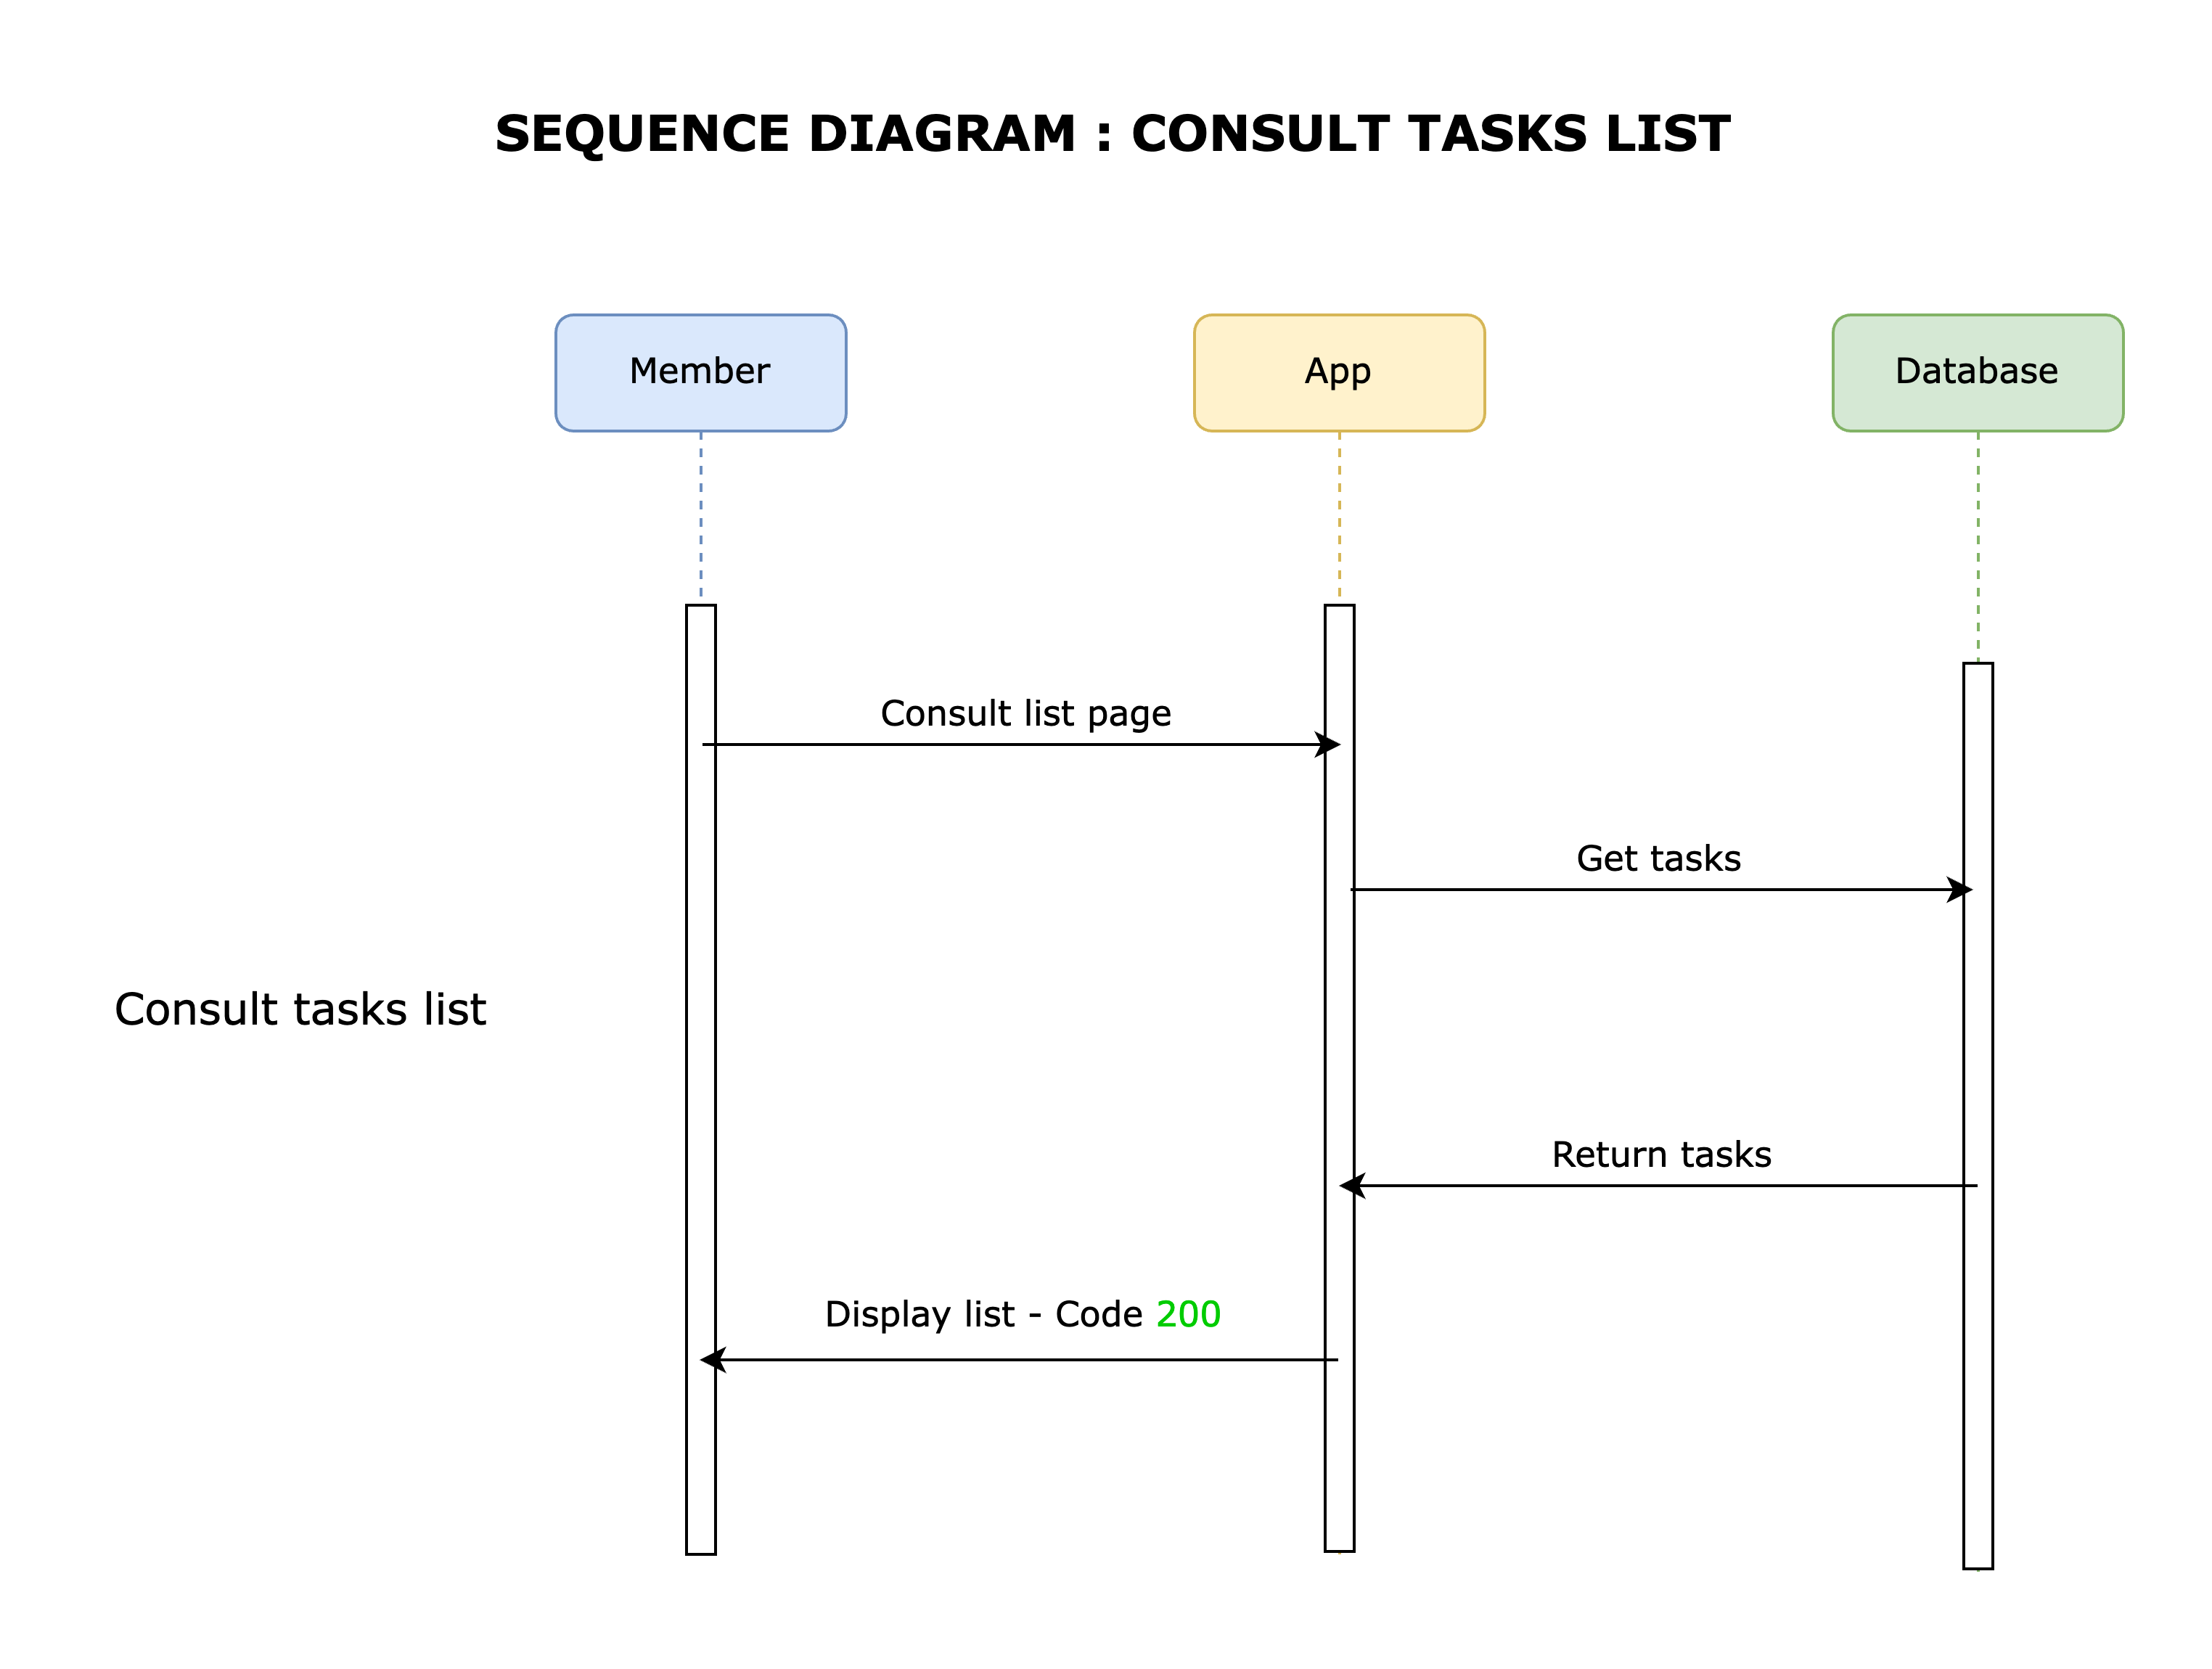 SEQUENCE DIAGRAM : CONSULT TASKS LIST
Member
App
Database
Consult list page
Get tasks
Consult tasks list
Return tasks
Display list - Code 200